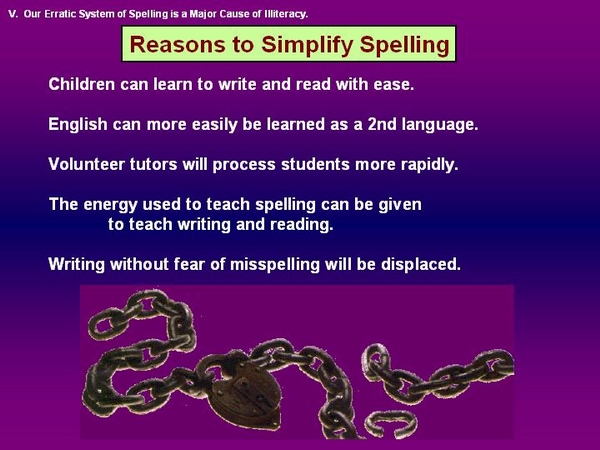 V. Our Erratic System of Spelling is a Major Cause of Illiteracy.
Reasons to Simplify Spelling
Children can learn to write and read with ease.
English can more easily be learned as a 2nd language.
Volunteer tutors will process students more rapidly.
The energy used to teach spelling can be given
to teach writing and reading.
Writing without fear of misspelling will be displaced.